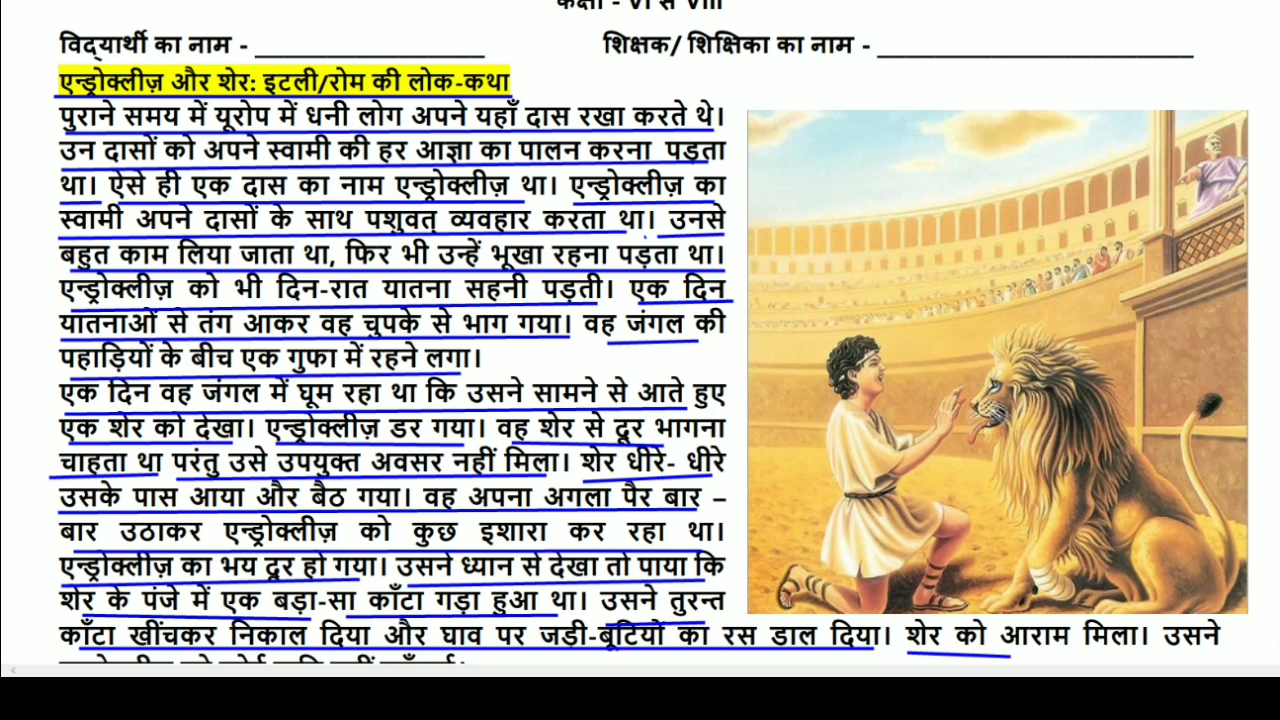 कक्षा - VI से VIII
विद्यार्थी का नाम - ____________________ शिक्षक/ शिक्षिका का नाम - ____________________________
एन्ड्रोक्लीज़ और शेर: इटली/रोम की लोक-कथा
पुराने समय में यूरोप में धनी लोग अपने यहाँ दास रखा करते थे।
उन दासों को अपने स्वामी की हर आज्ञा का पालन करना पड़ता
था। ऐसे ही एक दास का नाम एन्ड्रोक्लीज़ था। एन्ड्रोक्लीज़ का
स्वामी अपने दासों के साथ पशुवत् व्यवहार करता था। उनसे
बहुत काम लिया जाता था, फिर भी उन्हें भूखा रहना पड़ता था।
एन्ड्रोक्लीज़ को भी दिन-रात यातना सहनी पड़ती। एक दिन
यातनाओं से तंग आकर वह चुपके से भाग गया। वह जंगल की
पहाड़ियों के बीच एक गुफा में रहने लगा।
एक दिन वह जंगल में घूम रहा था कि उसने सामने से आते हुए
एक शेर को देखा। एन्ड्रोक्लीज़ डर गया। वह शेर से दूर भागना
चाहता था परंतु उसे उपयुक्त अवसर नहीं मिला। शेर धीरे- धीरे
उसके पास आया और बैठ गया। वह अपना अगला पैर बार –
बार उठाकर एन्ड्रोक्लीज़ को कुछ इशारा कर रहा था।
एन्ड्रोक्लीज़ का भय दूर हो गया। उसने ध्यान से देखा तो पाया कि
शेर के पंजे में एक बड़ा-सा काँटा गड़ा हुआ था। उसने तुरन्त
काँटा खींचकर निकाल दिया और घाव पर जड़ी-बूटियों का रस डाल दिया। शेर को आराम मिला। उसने